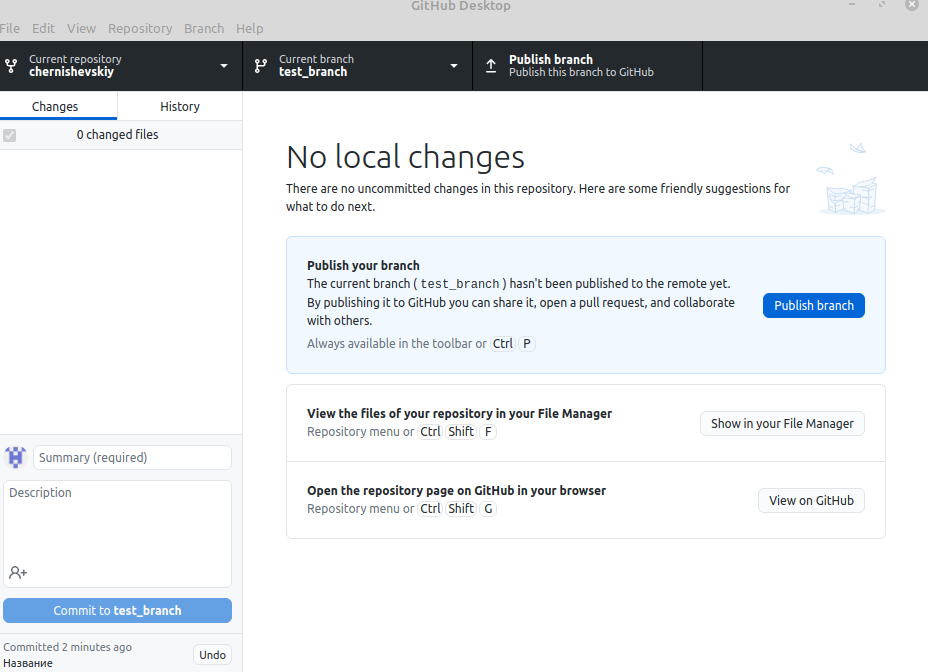 GitHub Desktop
File Edit View Repository Branch Help
Current repository
chernishevskiy
Current branch
test_branch
Publish branch
Publish this branch to GitHub
Changes History
0 changed files
No local changes
There are no uncommitted changes in this repository. Here are some friendly suggestions for
what to do next.
Publish your branch
The current branch ( test_branch ) hasn't been published to the remote yet.
By publishing it to GitHub you can share it, open a pull request, and collaborate
with others.
Always available in the toolbar or Ctrl P
Publish branch
View the files of your repository in your File Manager
Repository menu or Ctrl Shift F
Show in your File Manager
Open the repository page on GitHub in your browser
Repository menu or Ctrl Shift G
View on GitHub
Summary (required)
Description
Commit to test_branch
Committed 2 minutes ago
Название
Undo